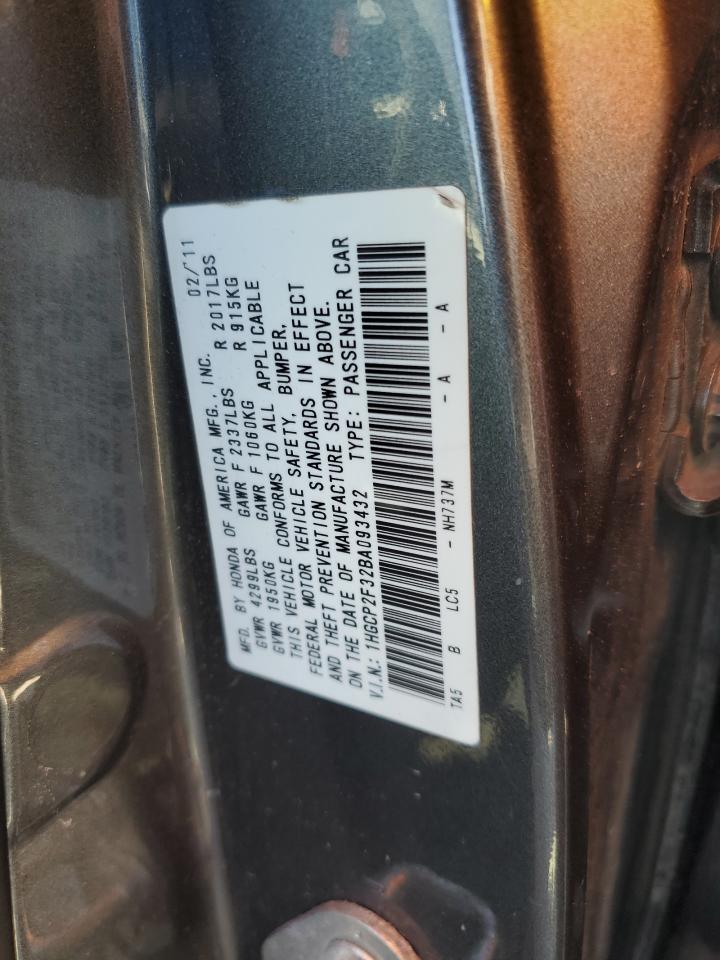 MFD. BY HONDA OF AMERICA MFG., INC. 02/'11
GVWR 4299LBS GAWR F 2337LBS R 2017LBS
GVWR 1950KG GAWR F 1060KG R 915KG
THIS VEHICLE CONFORMS TO ALL APPLICABLE
FEDERAL MOTOR VEHICLE SAFETY, BUMPER,
AND THEFT PREVENTION STANDARDS IN EFFECT
ON THE DATE OF MANUFACTURE SHOWN ABOVE.
V.I.N.: 1HGCP2F32BA093432 TYPE: PASSENGER CAR
TA5 B LC5 - NH737M - A - A